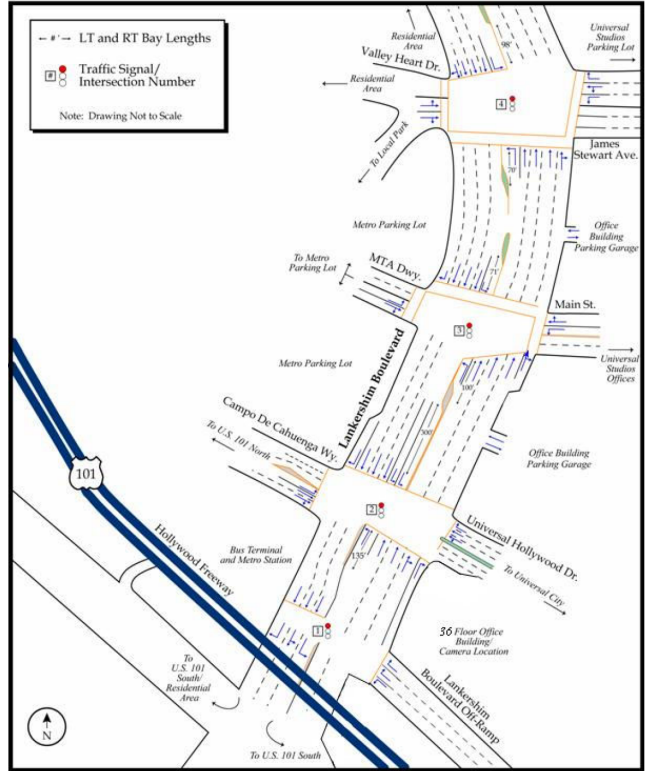 ← # ' → LT and RT Bay Lengths
# Traffic Signal/
Intersection Number
Note: Drawing Not to Scale
Residential
Area
98'
Universal
Studios
Parking Lot
Valley Heart Dr.
Residential
Area
4
To Local Park
James
Stewart Ave.
70'
Metro Parking Lot
Office
Building
Parking Garage
To Metro
Parking Lot
MTA Dwy.
71'
Main St.
3
Lankershim Boulevard
Metro Parking Lot
Universal
Studios
Offices
100'
300'
Campo De Cahuenga Wy.
To U.S. 101
North
Office Building
Parking Garage
101
2
Universal Hollywood Dr.
Hollywood Freeway
Bus Terminal
and Metro Station
135'
To Universal City
1
36 Floor Office
Building/
Camera Location
To
U.S. 101
South/
Residential
Area
Lankershim
Boulevard Off-Ramp
N
To U.S. 101 South